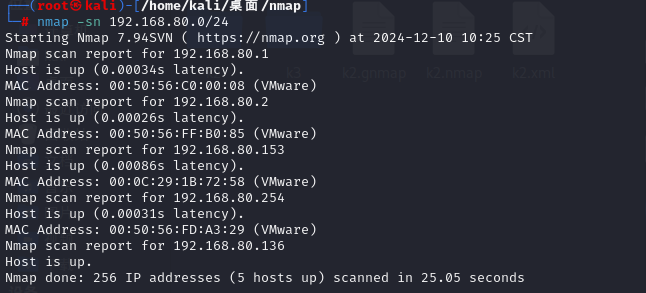 (root㉿kali)-[/home/kali/桌面/nmap]
# nmap -sn 192.168.80.0/24
Starting Nmap 7.94SVN ( https://nmap.org ) at 2024-12-10 10:25 CST
Nmap scan report for 192.168.80.1
Host is up (0.00034s latency).
MAC Address: 00:50:56:C0:00:08 (VMware)
Nmap scan report for 192.168.80.2
Host is up (0.00026s latency).
MAC Address: 00:50:56:FF:B0:85 (VMware)
Nmap scan report for 192.168.80.153
Host is up (0.00086s latency).
MAC Address: 00:0C:29:1B:72:58 (VMware)
Nmap scan report for 192.168.80.254
Host is up (0.00031s latency).
MAC Address: 00:50:56:FD:A3:29 (VMware)
Nmap scan report for 192.168.80.136
Host is up.
Nmap done: 256 IP addresses (5 hosts up) scanned in 25.05 seconds
k3
k2.gnmap
k2.nmap
k2.xml